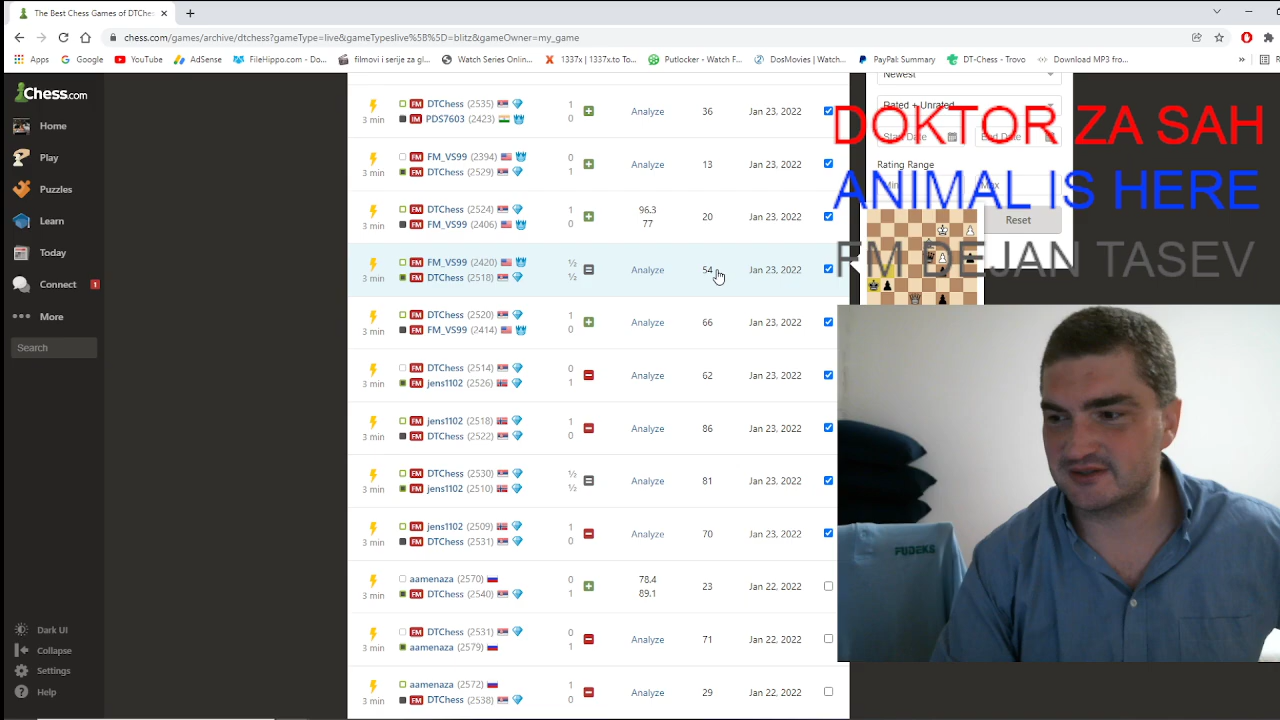 The Best Chess Games of DTChes
chess.com/games/archive/dtchess?gameType=live&gameTypeslive%5B%5D=blitz&gameOwner=my_game
Apps Google YouTube AdSense FileHippo.com - Do... filmovi i serije za gl... Watch Series Onlin... 1337x | 1337x.to To... Putlocker - Watch F... DosMovies | Watch... PayPal: Summary DT-Chess - Trovo Download MP3 fro... »
Chess.com
Home
Play
Puzzles
Learn
Today
Connect 1
More
Search
Dark UI
Collapse
Settings
Help
FM DTChess (2535) 1
3 min FM PDS7603 (2423) 0 Analyze 36 Jan 23, 2022
IM
FM FM_VS99 (2394) 0
3 min FM DTChess (2529) 1 Analyze 13 Jan 23, 2022
FM DTChess (2524) 1 96.3
3 min FM FM_VS99 (2406) 0 77 Analyze 20 Jan 23, 2022
FM FM_VS99 (2420) ½
3 min FM DTChess (2518) ½ Analyze 54 Jan 23, 2022
FM DTChess (2520) 1
3 min FM FM_VS99 (2414) 0 Analyze 66 Jan 23, 2022
FM DTChess (2514) 0
3 min FM jens1102 (2526) 1 Analyze 62 Jan 23, 2022
FM jens1102 (2518) 1
3 min FM DTChess (2522) 0 Analyze 86 Jan 23, 2022
FM DTChess (2530) ½
3 min FM jens1102 (2510) ½ Analyze 81 Jan 23, 2022
FM jens1102 (2509) 1
3 min FM DTChess (2531) 0 Analyze 70 Jan 23, 2022
aamenaza (2570) 0 78.4
3 min FM DTChess (2540) 1 89.1 Analyze 23 Jan 22, 2022
FM DTChess (2531) 0
3 min aamenaza (2579) 1 Analyze 71 Jan 22, 2022
aamenaza (2572) 1
3 min FM DTChess (2538) 0 Analyze 29 Jan 22, 2022
Newest
Rated + Unrated
Start Date End Date
Rating Range
Min Max
Reset
DOKTOR ZA SAH
ANIMAL IS HERE
FM DEJAN TASEV
PUDEKS